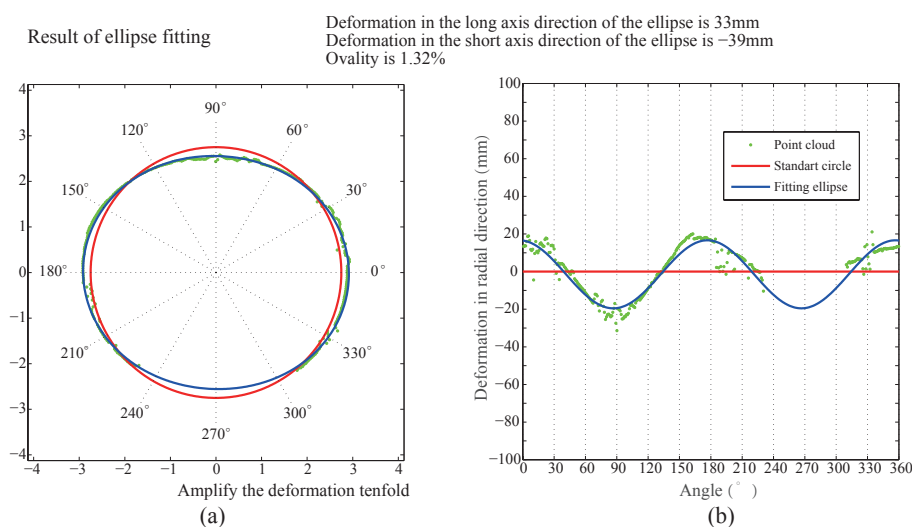 Result of ellipse fitting
Deformation in the long axis direction of the ellipse is 33mm
Deformation in the short axis direction of the ellipse is −39mm
Ovality is 1.32%
4
3
2
1
0
−1
−2
−3
−4
−4 −3 −2 −1 0 1 2 3 4
90°
120° 60°
150° 30°
180° 0°
210° 330°
240° 300°
270°
Amplify the deformation tenfold
(a)
Deformation in radial direction (mm)
100
80
60
40
20
0
−20
−40
−60
−80
−100
0 30 60 90 120 150 180 210 240 270 300 330 360
Point cloud
Standart circle
Fitting ellipse
Angle (°)
(b)